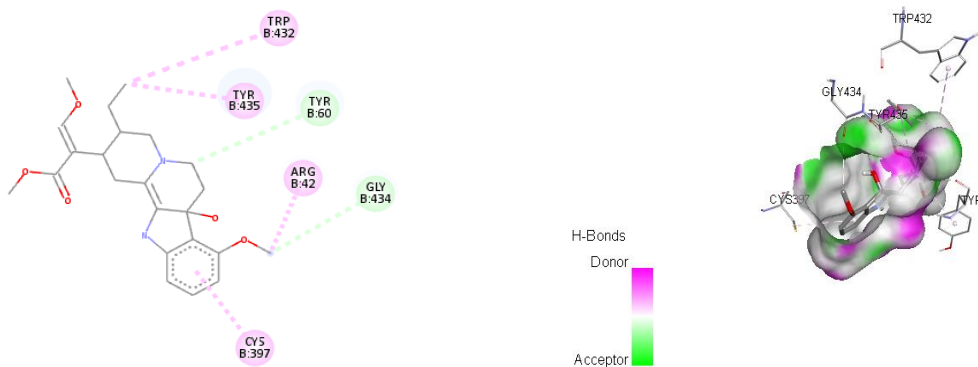 TRP
B:432
TYR
B:435
TYR
B:60
ARG
B:42
GLY
B:434
CYS
B:397
O
O
O
N
O
N
O
H-Bonds
Donor
Acceptor
TRP432
GLY434
TYR435
CYS397
TYR